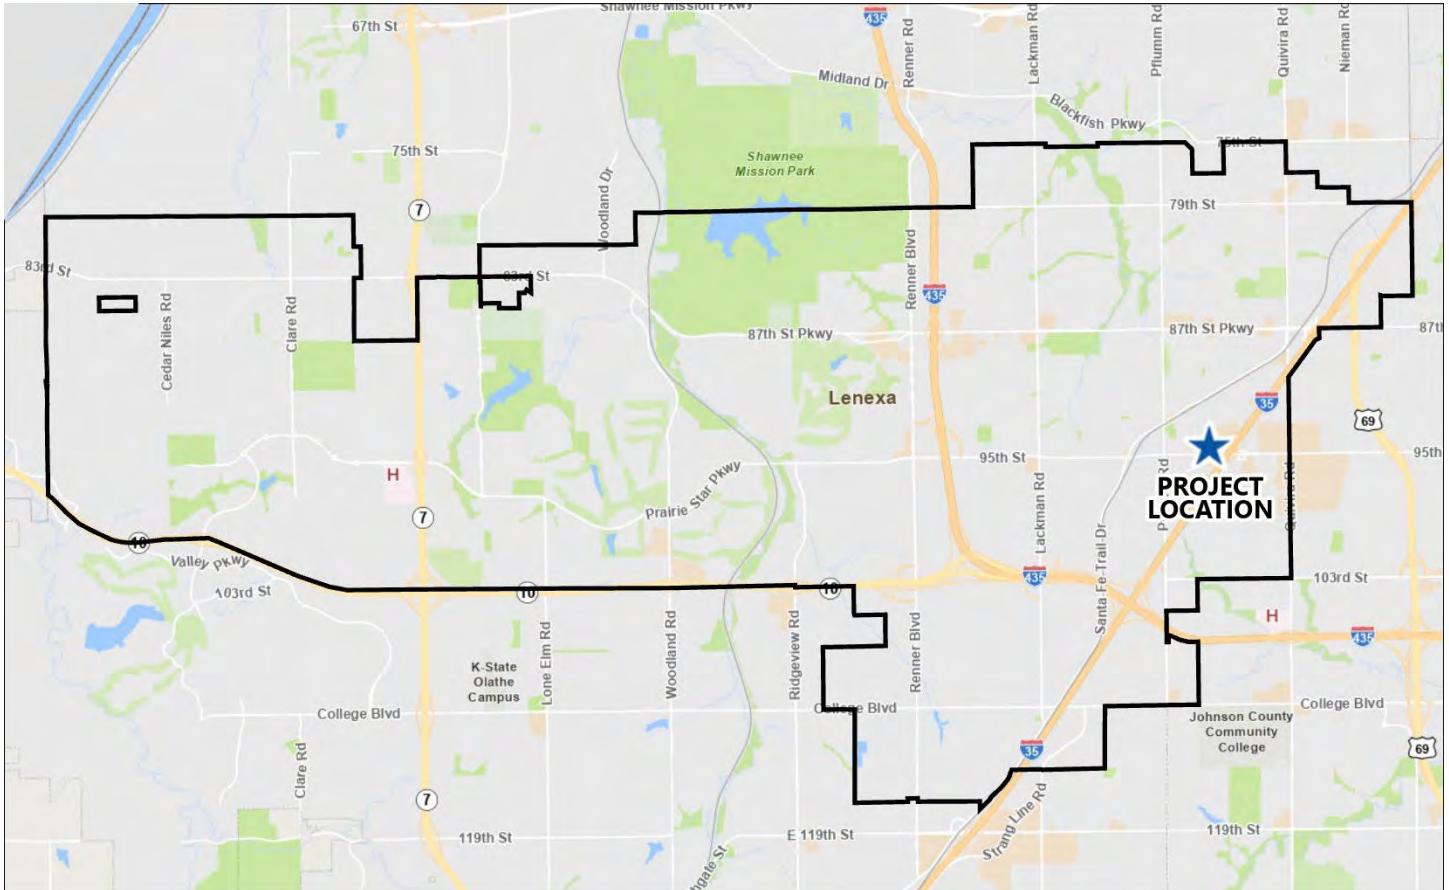 Shawnee Mission Pkwy
67th St
435
Renner Rd
Lackman Rd
Pflumm Rd
Quivira Rd
Nieman Rd
Midland Dr
Blackfish Pkwy
75th St
75th St
Shawnee
Mission Park
Woodland Dr
7
79th St
83rd St
83rd St
Renner Blvd
435
Cedar Niles Rd
Clare Rd
87th St Pkwy
87th St Pkwy
87th
Lenexa
35
69
H
95th St
95th
PROJECT
LOCATION
Prairie Star Pkwy
Lackman Rd
Quivira Rd
7
10
Valley Pkwy
103rd St
10
10
435
Santa-Fe-Trail-Dr
103rd St
H
435
K-State
Olathe
Campus
Lone Elm Rd
Woodland Rd
Ridgeview Rd
Renner Blvd
College Blvd
College Blvd
College Blvd
Johnson County
Community
College
35
69
Clare Rd
7
Strang Line Rd
119th St
E 119th St
119th St